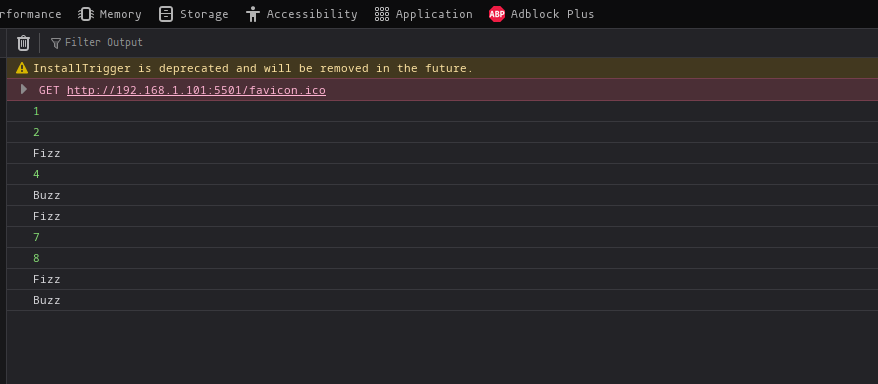 rformance Memory Storage Accessibility Application ABP Adblock Plus
Filter Output
InstallTrigger is deprecated and will be removed in the future.
GET http://192.168.1.101:5501/favicon.ico
1
2
Fizz
4
Buzz
Fizz
7
8
Fizz
Buzz